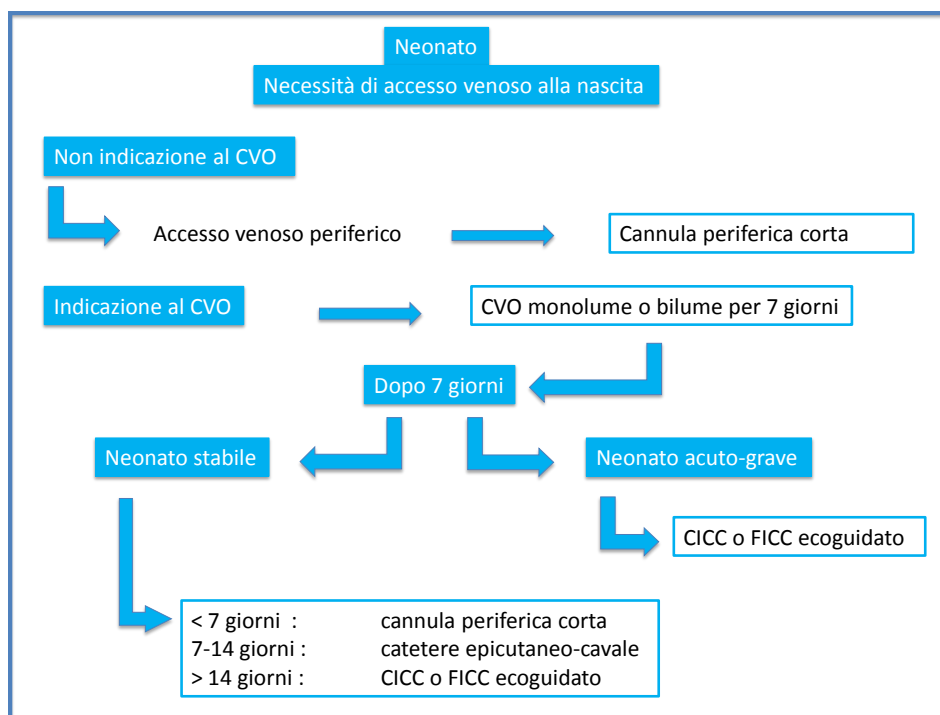 Neonato
Necessità di accesso venoso alla nascita
Non indicazione al CVO
Accesso venoso periferico
Cannula periferica corta
Indicazione al CVO
CVO monolume o bilume per 7 giorni
Dopo 7 giorni
Neonato stabile
Neonato acuto-grave
CICC o FICC ecoguidato
< 7 giorni : cannula periferica corta
7-14 giorni : catetere epicutaneo-cavale
> 14 giorni : CICC o FICC ecoguidato